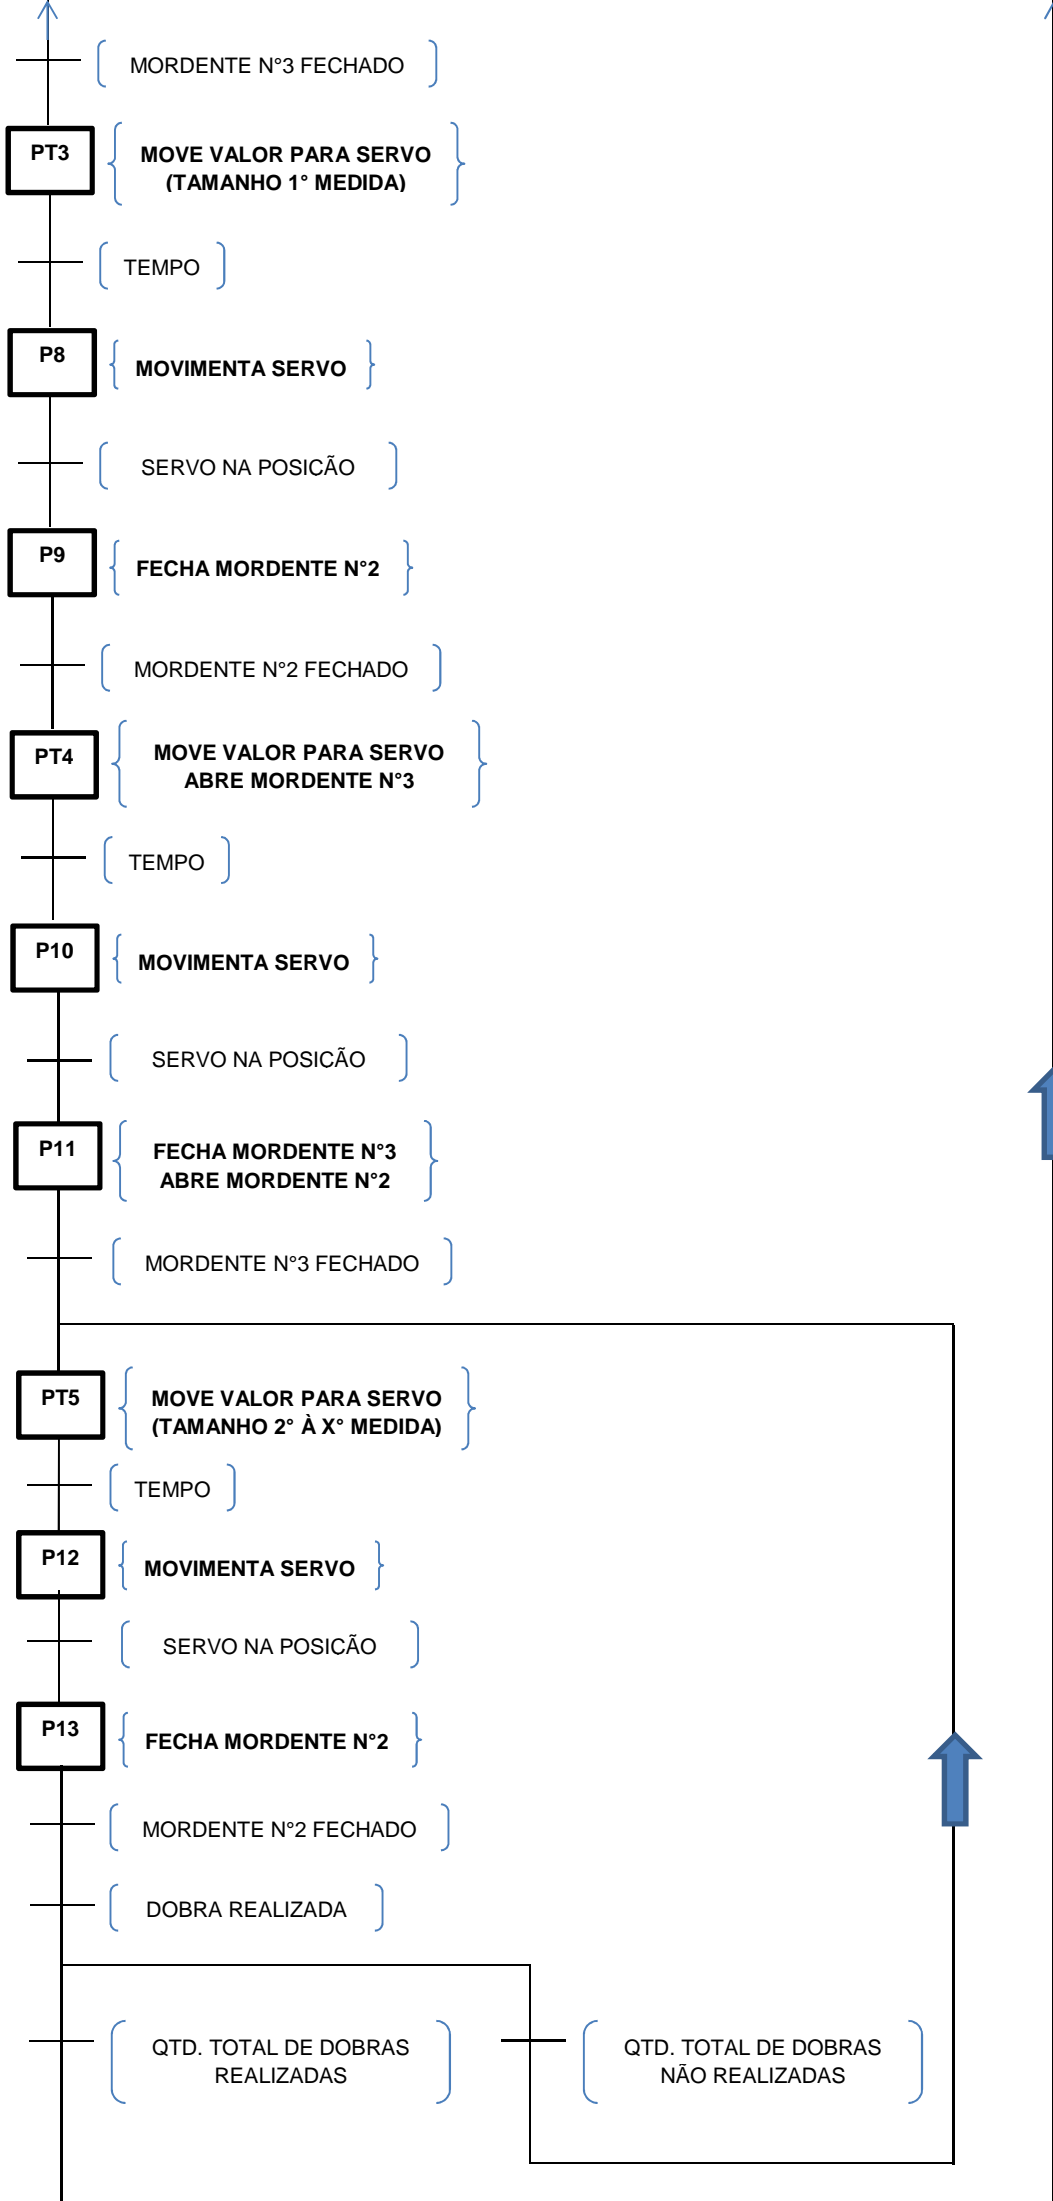 MORDENTE N°3 FECHADO
PT3
MOVE VALOR PARA SERVO
(TAMANHO 1° MEDIDA)
TEMPO
P8
MOVIMENTA SERVO
SERVO NA POSIÇÃO
P9
FECHA MORDENTE N°2
MORDENTE N°2 FECHADO
PT4
MOVE VALOR PARA SERVO
ABRE MORDENTE N°3
TEMPO
P10
MOVIMENTA SERVO
SERVO NA POSIÇÃO
P11
FECHA MORDENTE N°3
ABRE MORDENTE N°2
MORDENTE N°3 FECHADO
PT5
MOVE VALOR PARA SERVO
(TAMANHO 2° À X° MEDIDA)
TEMPO
P12
MOVIMENTA SERVO
SERVO NA POSIÇÃO
P13
FECHA MORDENTE N°2
MORDENTE N°2 FECHADO
DOBRA REALIZADA
QTD. TOTAL DE DOBRAS
REALIZADAS
QTD. TOTAL DE DOBRAS
NÃO REALIZADAS